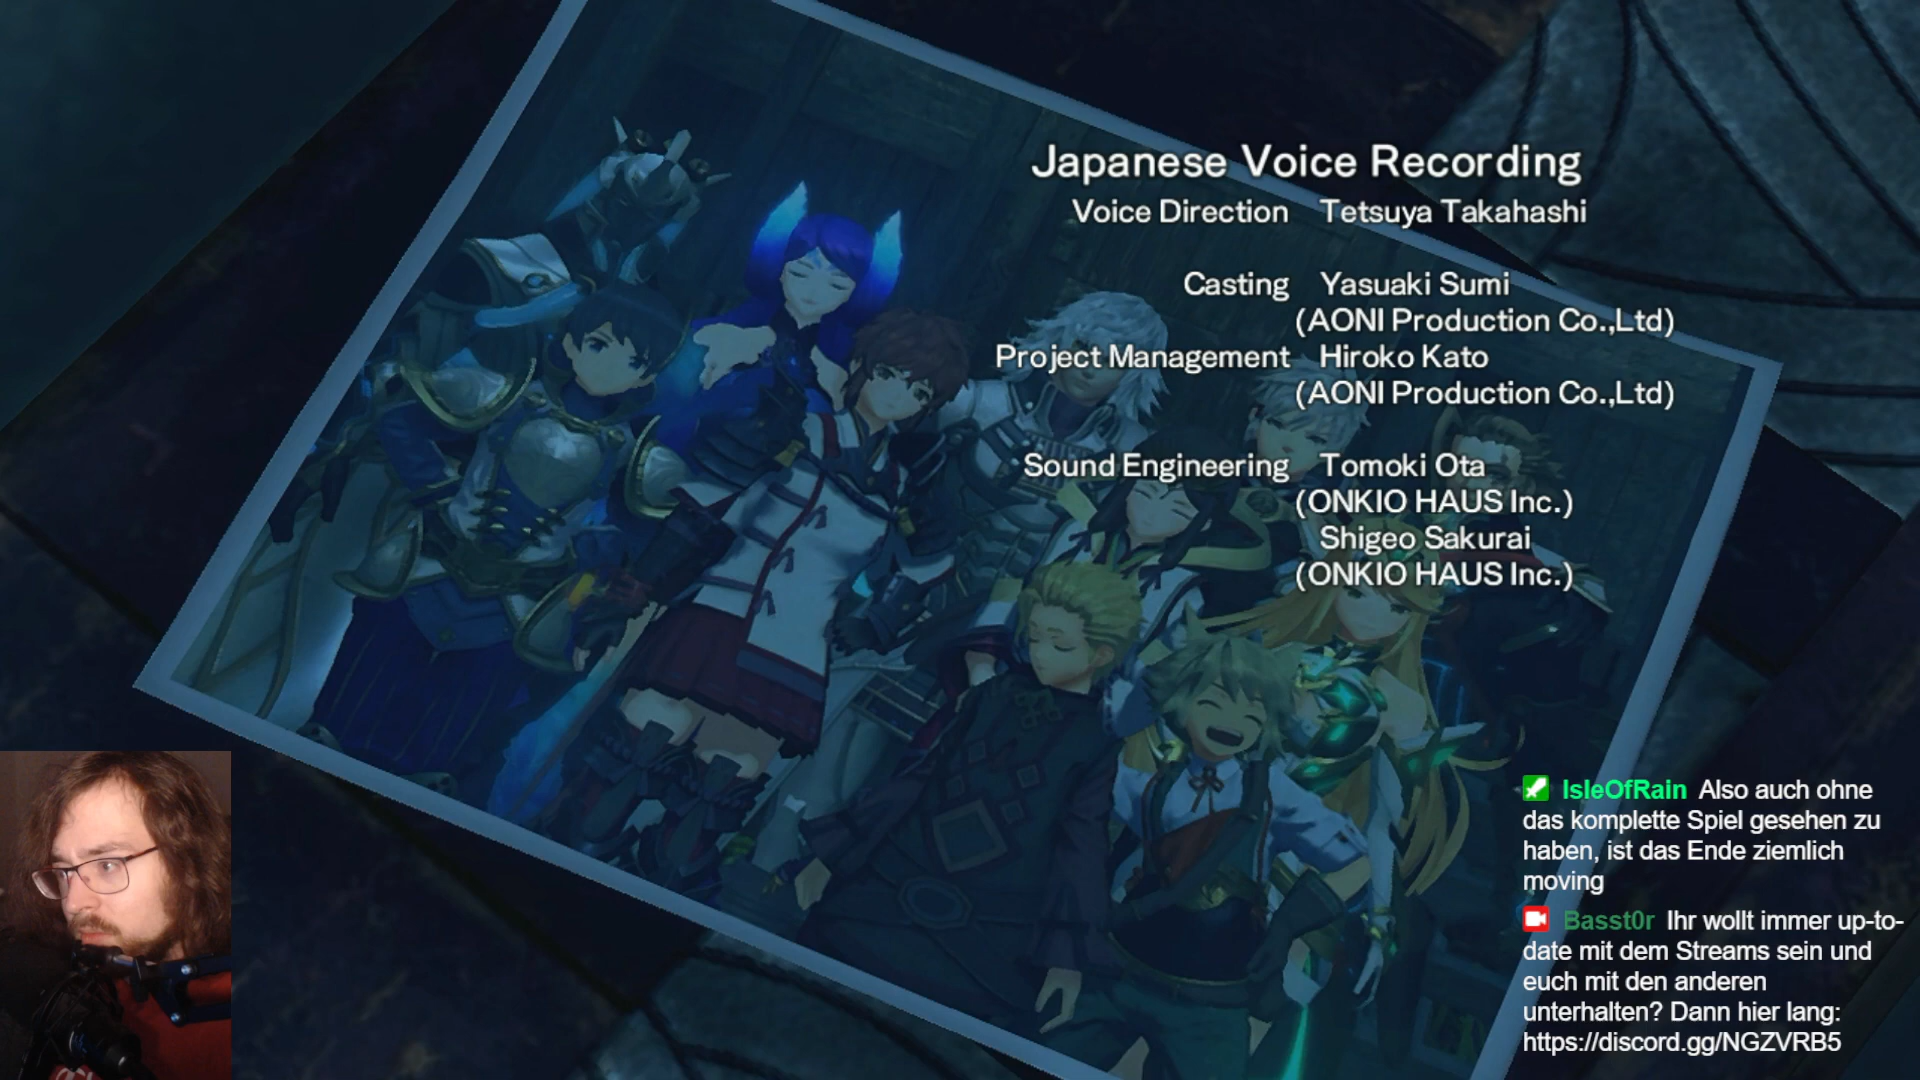 Japanese Voice Recording
Voice Direction Tetsuya Takahashi
Casting Yasuaki Sumi
(AONI Production Co.,Ltd)
Project Management Hiroko Kato
(AONI Production Co.,Ltd)
Sound Engineering Tomoki Ota
(ONKIO HAUS Inc.)
Shigeo Sakurai
(ONKIO HAUS Inc.)
IsleOfRain Also auch ohne
das komplette Spiel gesehen zu
haben, ist das Ende ziemlich
moving
Basst0r Ihr wollt immer up-to-
date mit dem Streams sein und
euch mit den anderen
unterhalten? Dann hier lang:
https://discord.gg/NGZVRB5